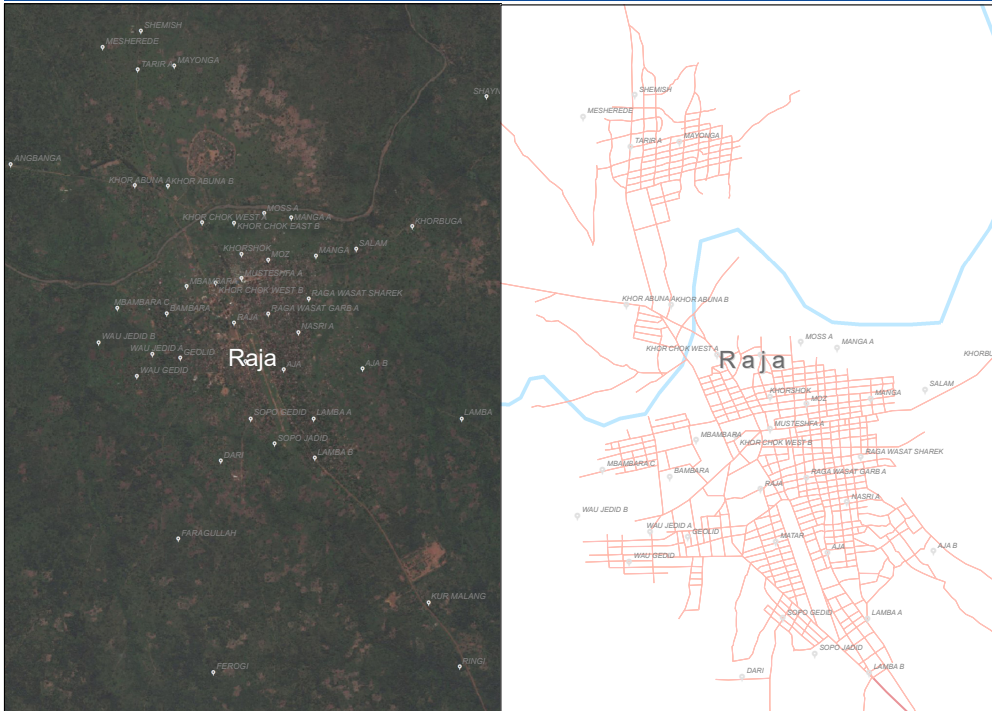 SHEMISH
MESHEREDE
TARIR A
MAYONGA
SHAYN
ANGBANGA
KHOR ABUNA A
KHOR ABUNA B
MOSS A
KHOR CHOK WEST A
MANGA A
KHOR CHOK EAST B
KHORBUGA
KHORSHOK
MOZ
MANGA
SALAM
MUSTESHFA A
MBAMBARA
KHOR CHOK WEST B
RAGA WASAT SHAREK
MBAMBARA C
BAMBARA
RAGA WASAT GARB A
RAJA
NASRI A
WAU JEDID B
WAU JEDID A
GEOLID
Raja
AJA
AJA B
WAU GEDID
SOPO GEDID
LAMBA A
LAMBA
SOPO JADID
DARI
LAMBA B
FARAGULLAH
KUR MALANG
FEROGI
RINGI
SHEMISH
MESHEREDE
TARIR A
MAYONGA
KHOR ABUNA A
KHOR ABUNA B
MOSS A
MANGA A
KHOR CHOK WEST A
Raja
KHORBU
SALAM
KHORSHOK
MOZ
MANGA
MUSTESHFA A
MBAMBARA
KHOR CHOK WEST B
RAGA WASAT SHAREK
MBAMBARA C
BAMBARA
RAGA WASAT GARB A
RAJA
NASRI A
WAU JEDID B
WAU JEDID A
GEOLID
MATAR
AJA
AJA B
WAU GEDID
SOPO GEDID
LAMBA A
SOPO JADID
DARI
LAMBA B